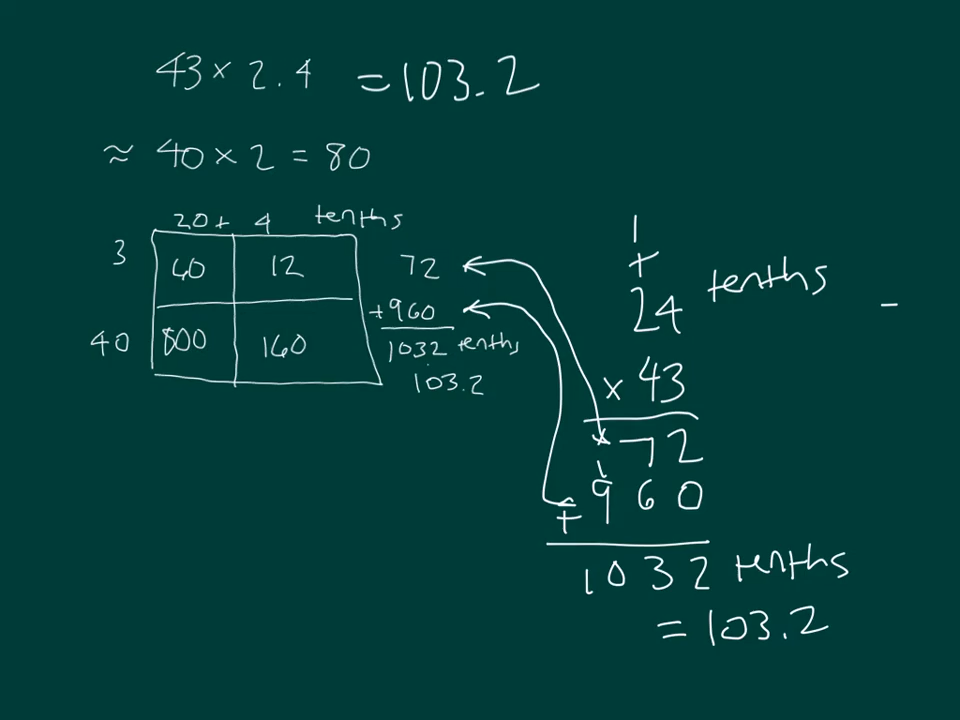 43 × 2.4 = 103.2
≈ 40 × 2 = 80
20 + 4 tenths
3 60 12 72
+960
40 800 160 1032 tenths
103.2
1
+
24 tenths
× 43
72
1
+ 960
1032 tenths
= 103.2
–